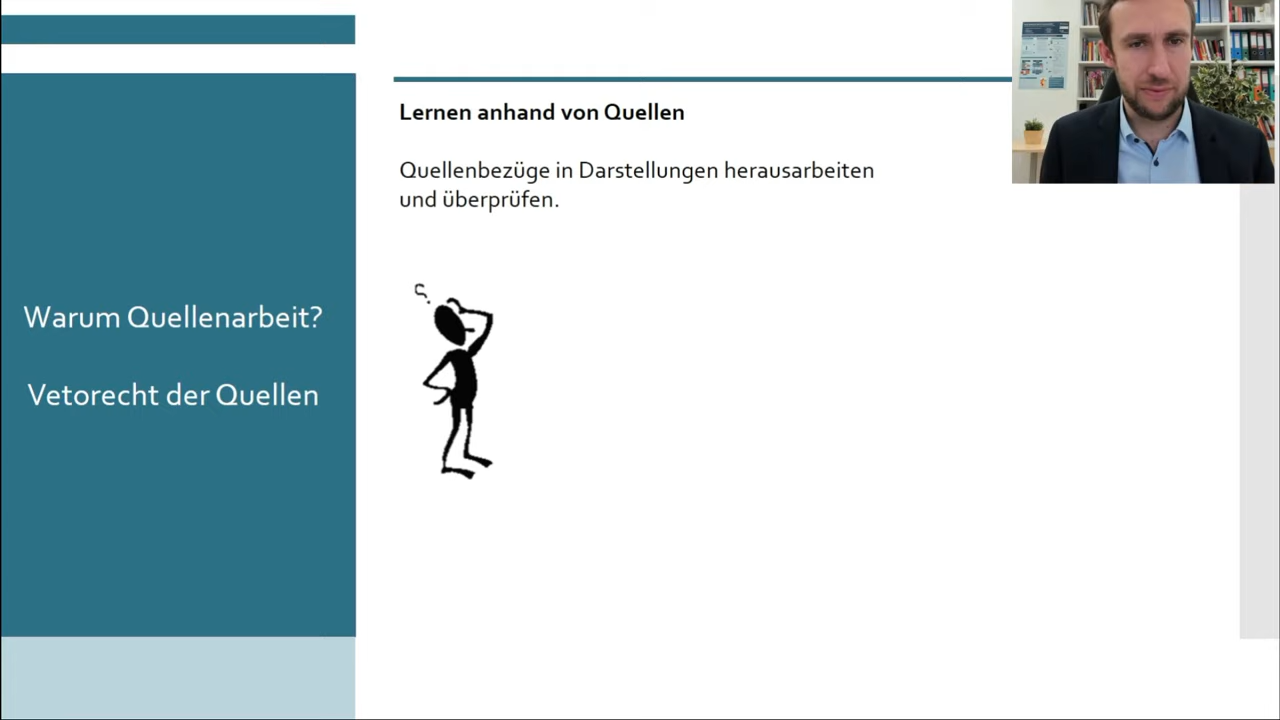 Warum Quellenarbeit?
Vetorecht der Quellen
Lernen anhand von Quellen
Quellenbezüge in Darstellungen herausarbeiten
und überprüfen.